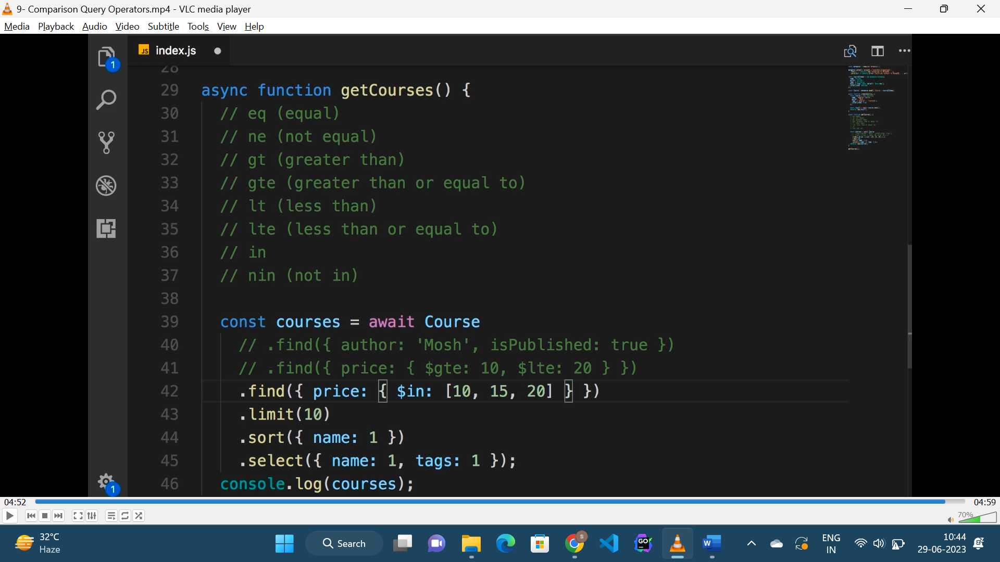 9- Comparison Query Operators.mp4 - VLC media player
Media Playback Audio Video Subtitle Tools View Help
JS index.js
1
28
29 async function getCourses() {
30 // eq (equal)
31 // ne (not equal)
32 // gt (greater than)
33 // gte (greater than or equal to)
34 // lt (less than)
35 // lte (less than or equal to)
36 // in
37 // nin (not in)
38
39 const courses = await Course
40 // .find({ author: 'Mosh', isPublished: true })
41 // .find({ price: { $gte: 10, $lte: 20 } })
42 .find({ price: { $in: [10, 15, 20] } })
43 .limit(10)
44 .sort({ name: 1 })
45 .select({ name: 1, tags: 1 });
46 console.log(courses);
1
04:52 04:59
70%
32°C
Haze
Search
S
GO
W
ENG
IN
10:44
29-06-2023